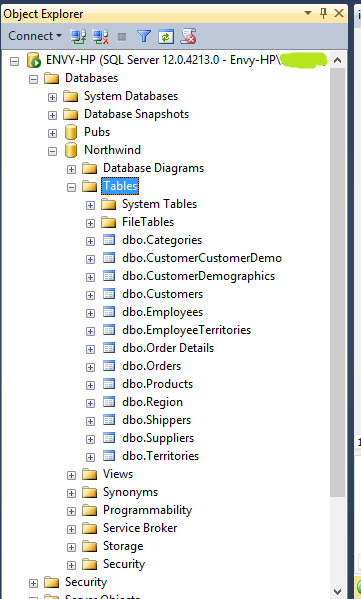 Object Explorer
Connect
ENVY-HP (SQL Server 12.0.4213.0 - Envy-HP\
Databases
System Databases
Database Snapshots
Pubs
Northwind
Database Diagrams
Tables
System Tables
FileTables
dbo.Categories
dbo.CustomerCustomerDemo
dbo.CustomerDemographics
dbo.Customers
dbo.Employees
dbo.EmployeeTerritories
dbo.Order Details
dbo.Orders
dbo.Products
dbo.Region
dbo.Shippers
dbo.Suppliers
dbo.Territories
Views
Synonyms
Programmability
Service Broker
Storage
Security
Security
Server Objects